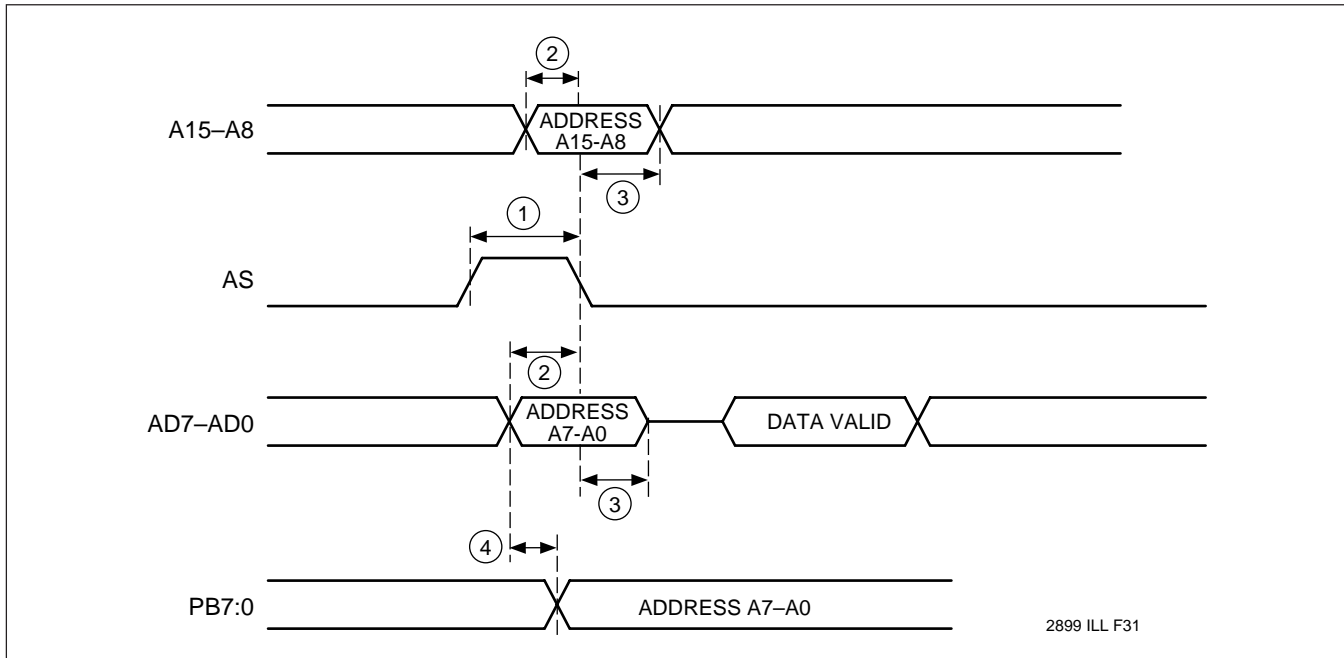 2
A15–A8
ADDRESS
A15-A8
3
1
AS
2
AD7–AD0
ADDRESS
A7-A0
DATA VALID
3
4
PB7:0
ADDRESS A7–A0
2899 ILL F31